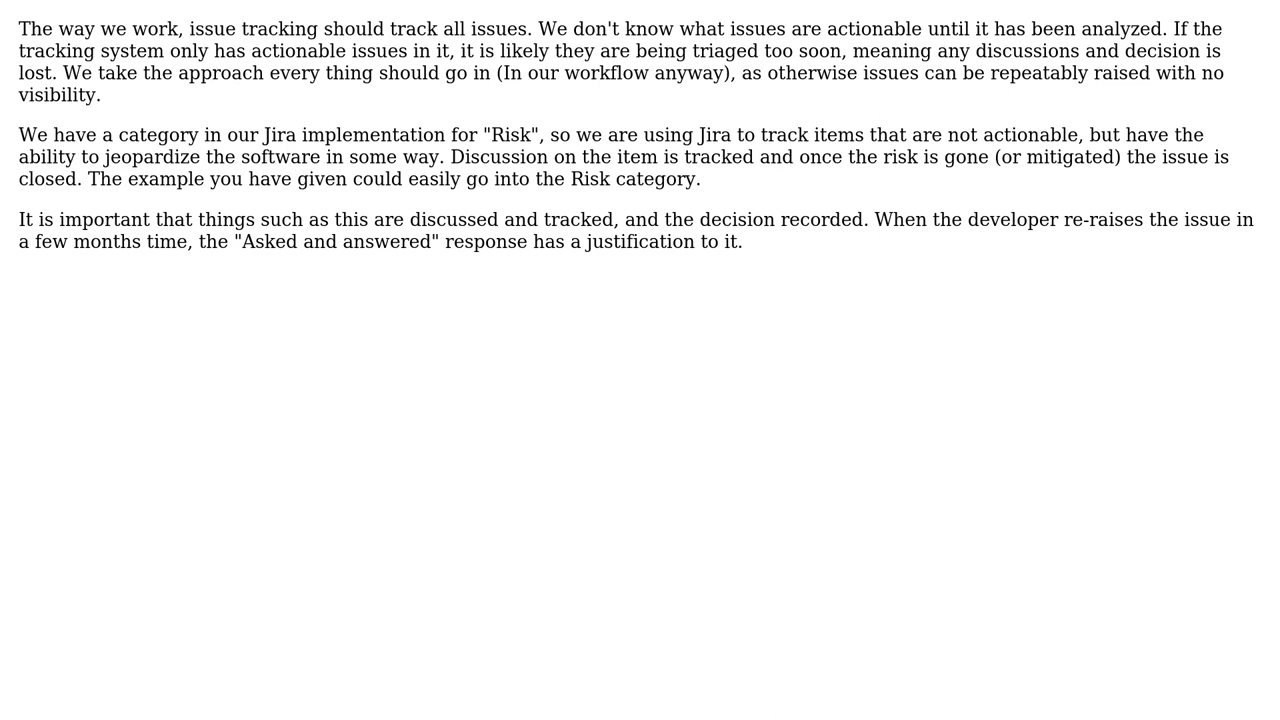 The way we work, issue tracking should track all issues. We don't know what issues are actionable until it has been analyzed. If the
tracking system only has actionable issues in it, it is likely they are being triaged too soon, meaning any discussions and decision is
lost. We take the approach every thing should go in (In our workflow anyway), as otherwise issues can be repeatably raised with no
visibility.
We have a category in our Jira implementation for "Risk", so we are using Jira to track items that are not actionable, but have the
ability to jeopardize the software in some way. Discussion on the item is tracked and once the risk is gone (or mitigated) the issue is
closed. The example you have given could easily go into the Risk category.
It is important that things such as this are discussed and tracked, and the decision recorded. When the developer re-raises the issue in
a few months time, the "Asked and answered" response has a justification to it.